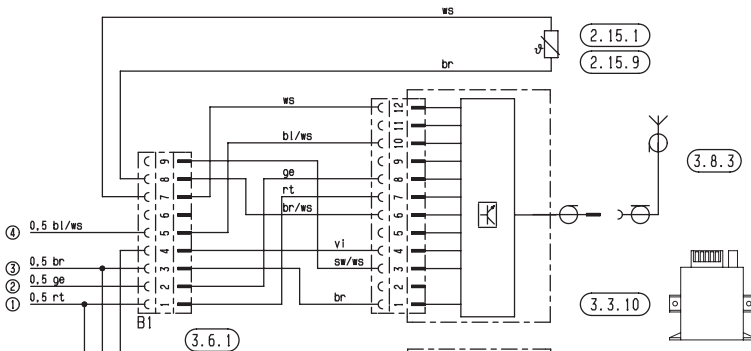 ws
ϑ
2.15.1
2.15.9
br
ws
12
11
bl/ws
10
9
9
3.8.3
8
ge
8
7
rt
7
6
br/ws
6
④ 0,5 bl/ws
5
5
4
vi
4
③ 0,5 br
3
sw/ws
3
② 0,5 ge
2
2
① 0,5 rt
1
br
1
3.3.10
B1
3.6.1